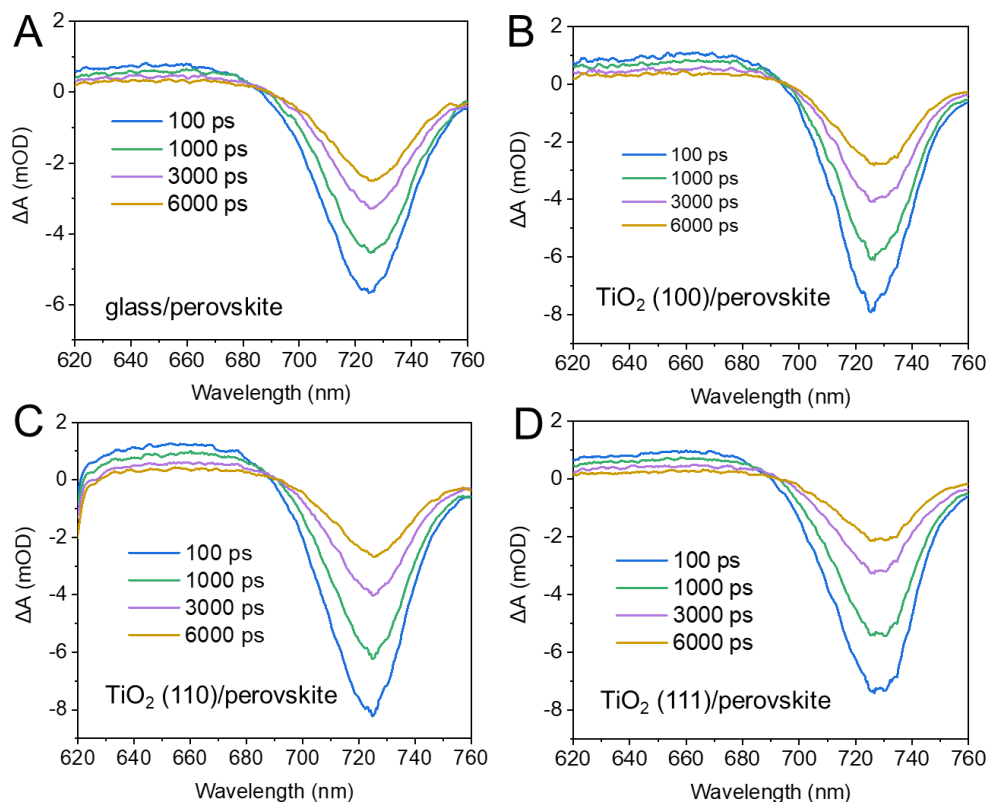 A
2
0
-2
-4
-6
ΔA (mOD)
100 ps
1000 ps
3000 ps
6000 ps
glass/perovskite
620 640 660 680 700 720 740 760
Wavelength (nm)
B
2
0
-2
-4
-6
-8
ΔA (mOD)
100 ps
1000 ps
3000 ps
6000 ps
TiO₂ (100)/perovskite
620 640 660 680 700 720 740 760
Wavelength (nm)
C
2
0
-2
-4
-6
-8
ΔA (mOD)
100 ps
1000 ps
3000 ps
6000 ps
TiO₂ (110)/perovskite
620 640 660 680 700 720 740 760
Wavelength (nm)
D
2
0
-2
-4
-6
-8
ΔA (mOD)
100 ps
1000 ps
3000 ps
6000 ps
TiO₂ (111)/perovskite
620 640 660 680 700 720 740 760
Wavelength (nm)